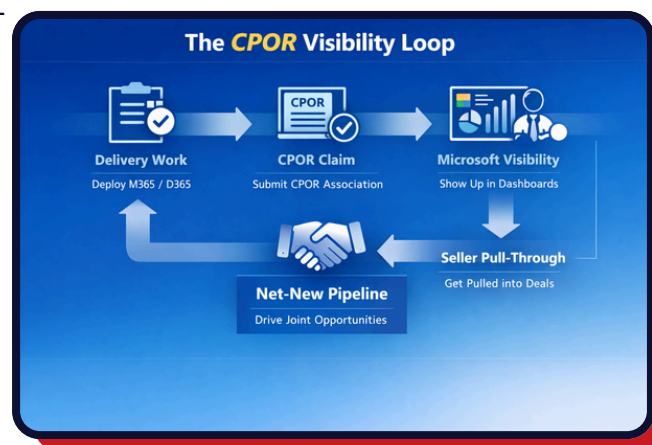 The CPOR Visibility Loop
CPOR
Delivery Work
Deploy M365 / D365
CPOR Claim
Submit CPOR Association
Microsoft Visibility
Show Up in Dashboards
Seller Pull-Through
Get Pulled into Deals
Net-New Pipeline
Drive Joint Opportunities